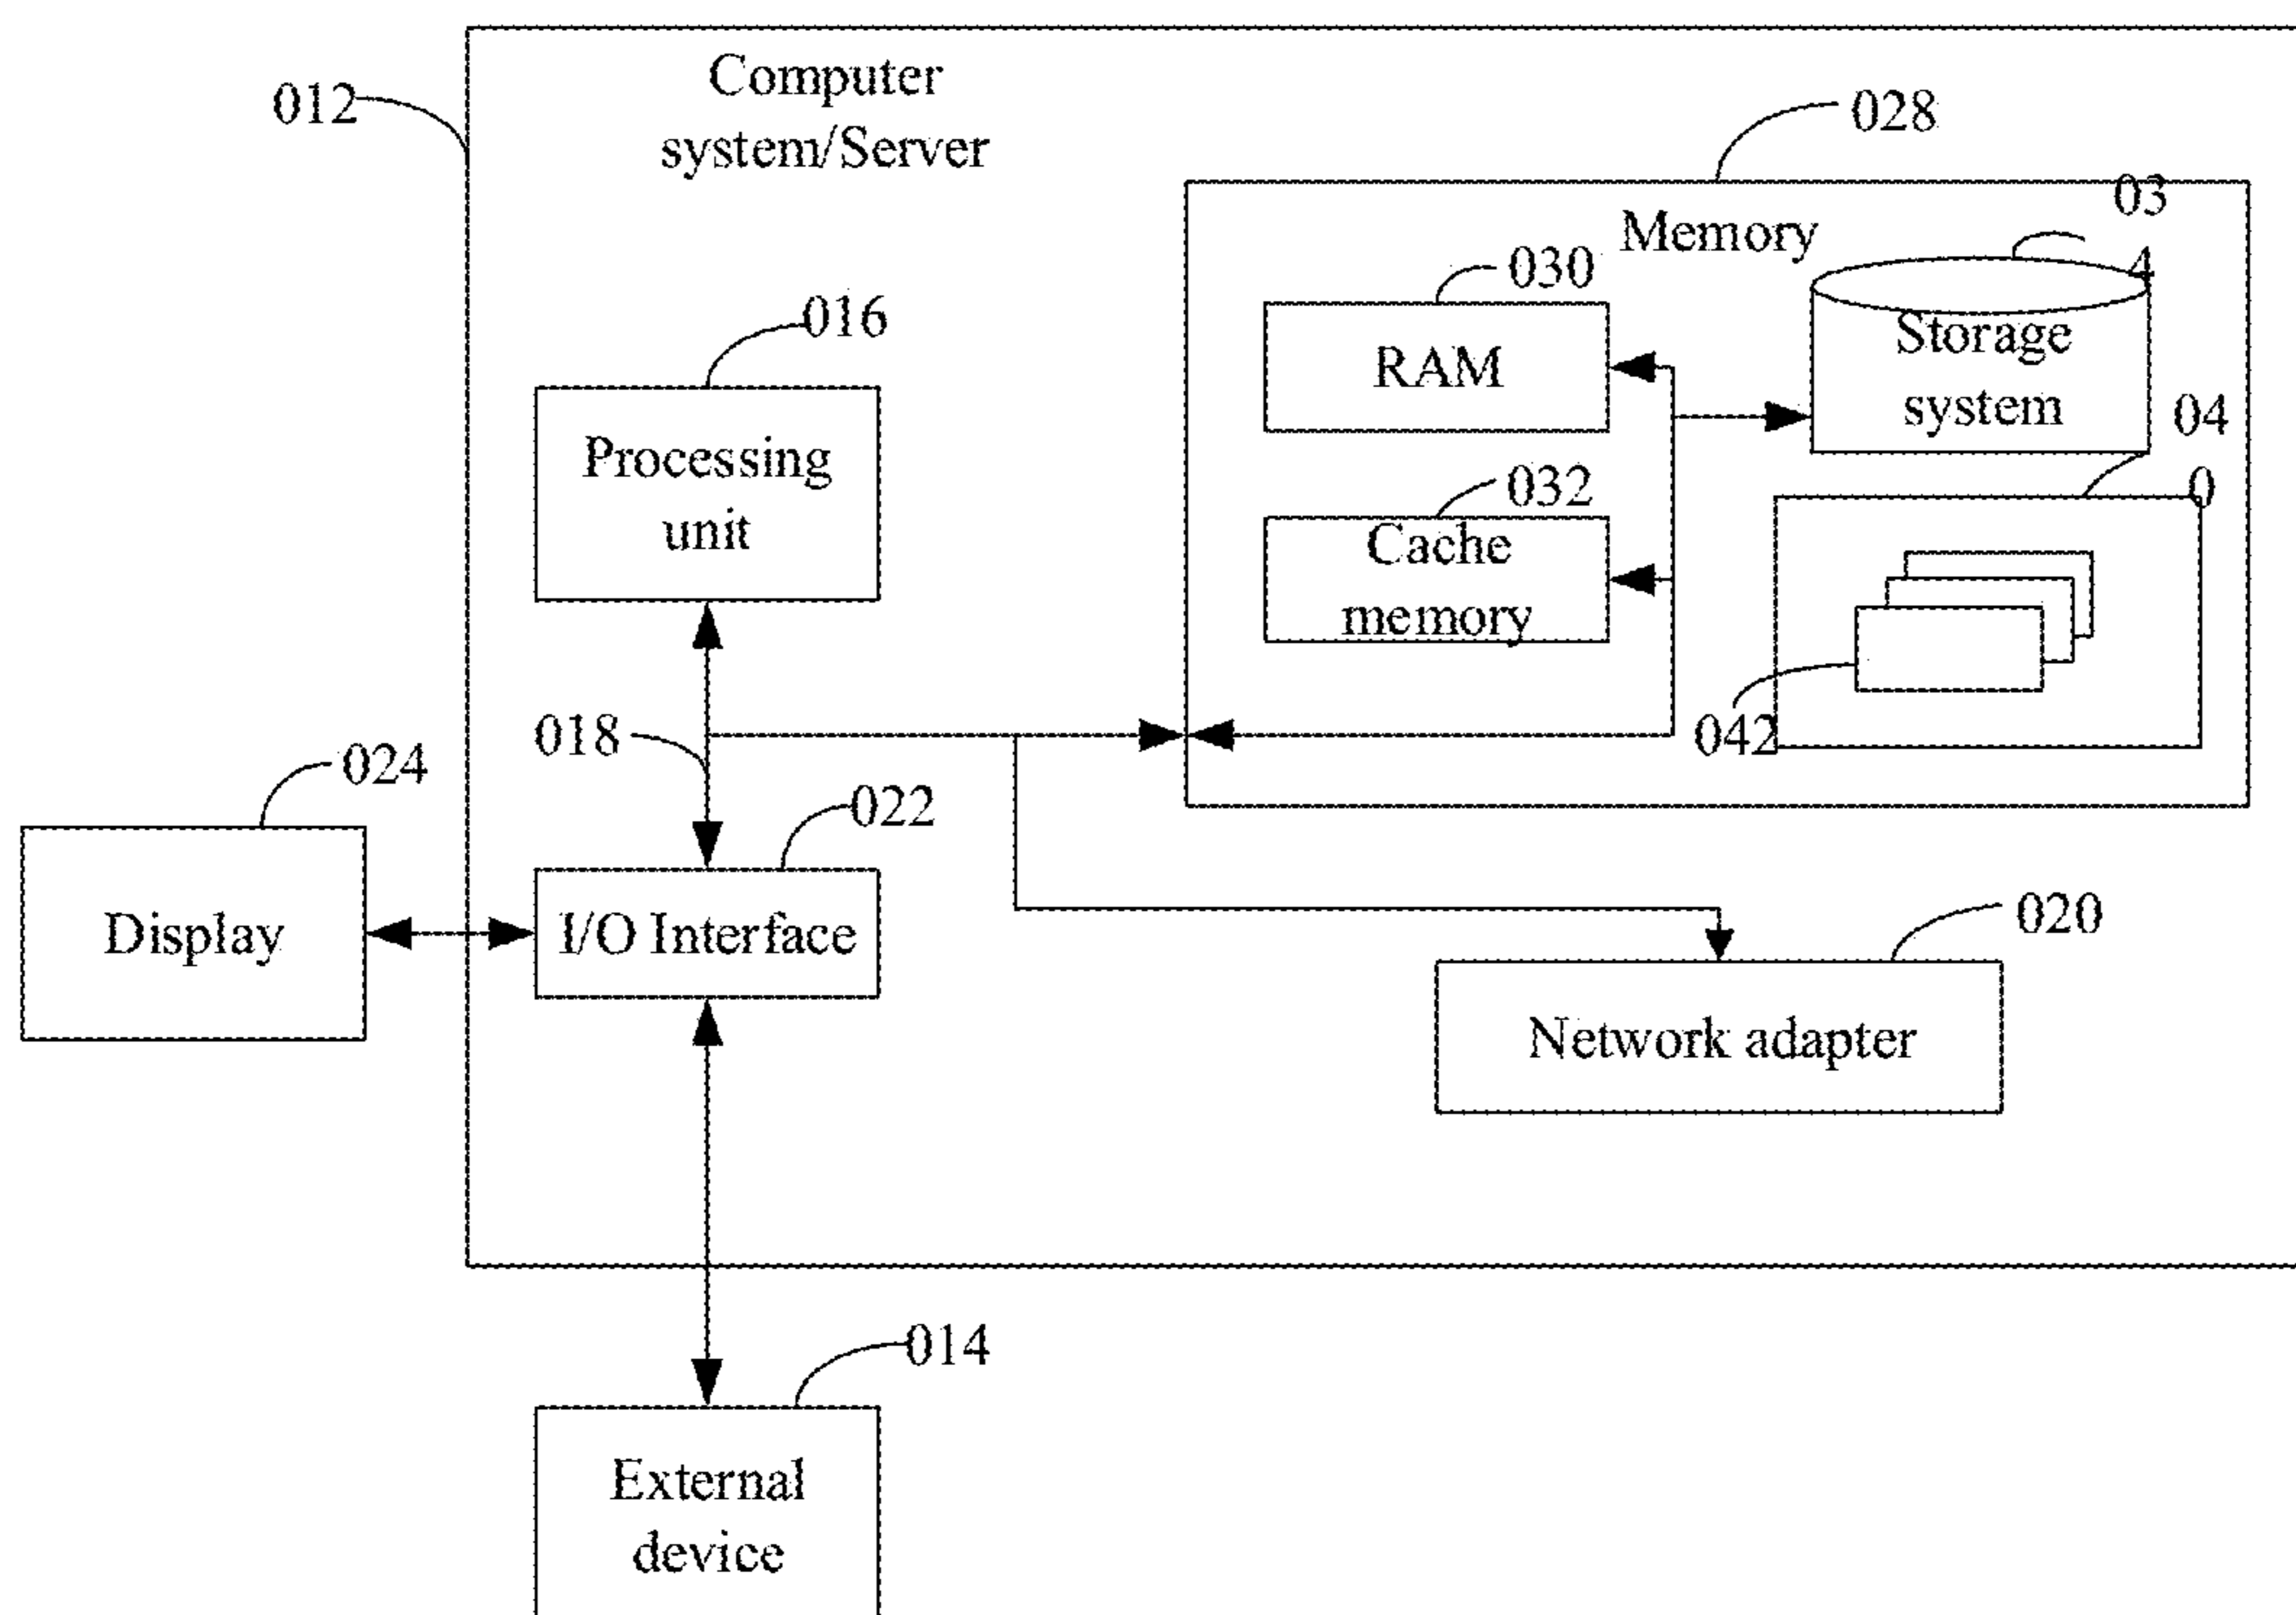 Computer
system/Server
012
028
03
4
Memory
030
RAM
Storage
system
016
Processing
unit
04
0
032
Cache
memory
018
042
024
022
Display
I/O Interface
020
Network adapter
014
External
device